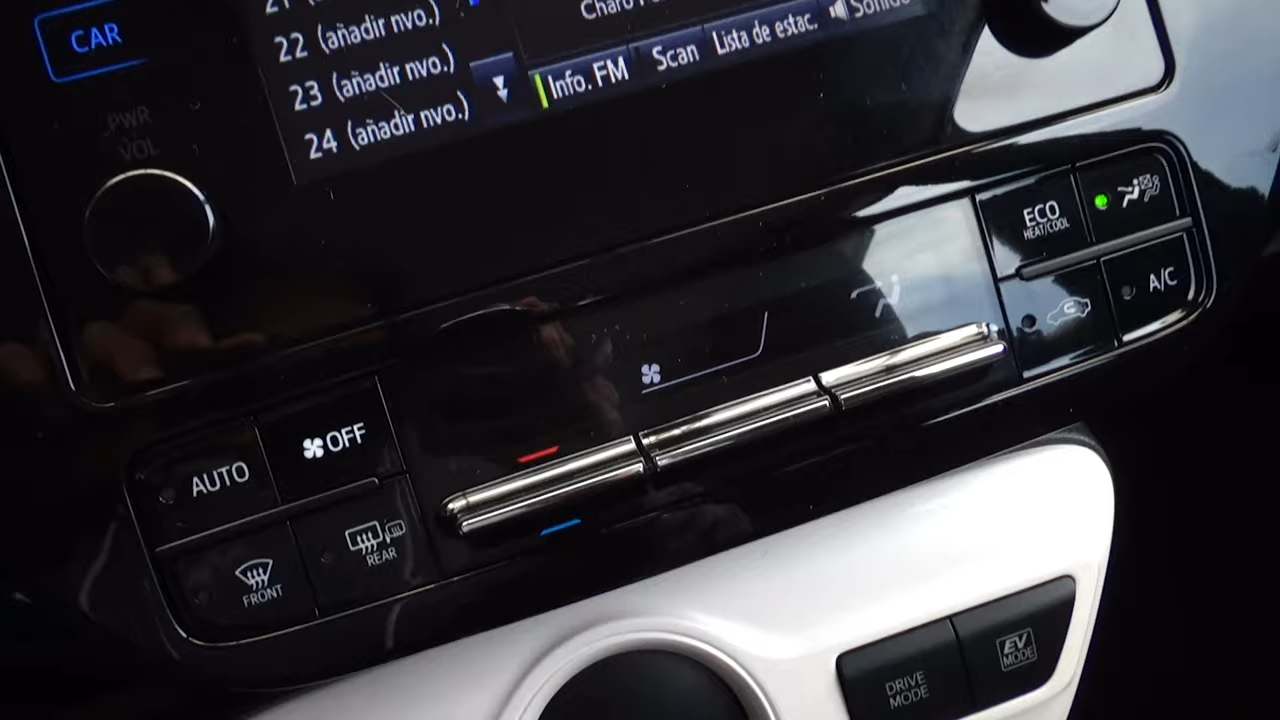 CAR
22 (añadir nvo.)
23 (añadir nvo.)
24 (añadir nvo.)
Info. FM
Scan
Lista de estac.
Sonido
PWR
VOL
ECO
HEAT/COOL
A/C
AUTO
OFF
FRONT
REAR
DRIVE
MODE
EV
MODE